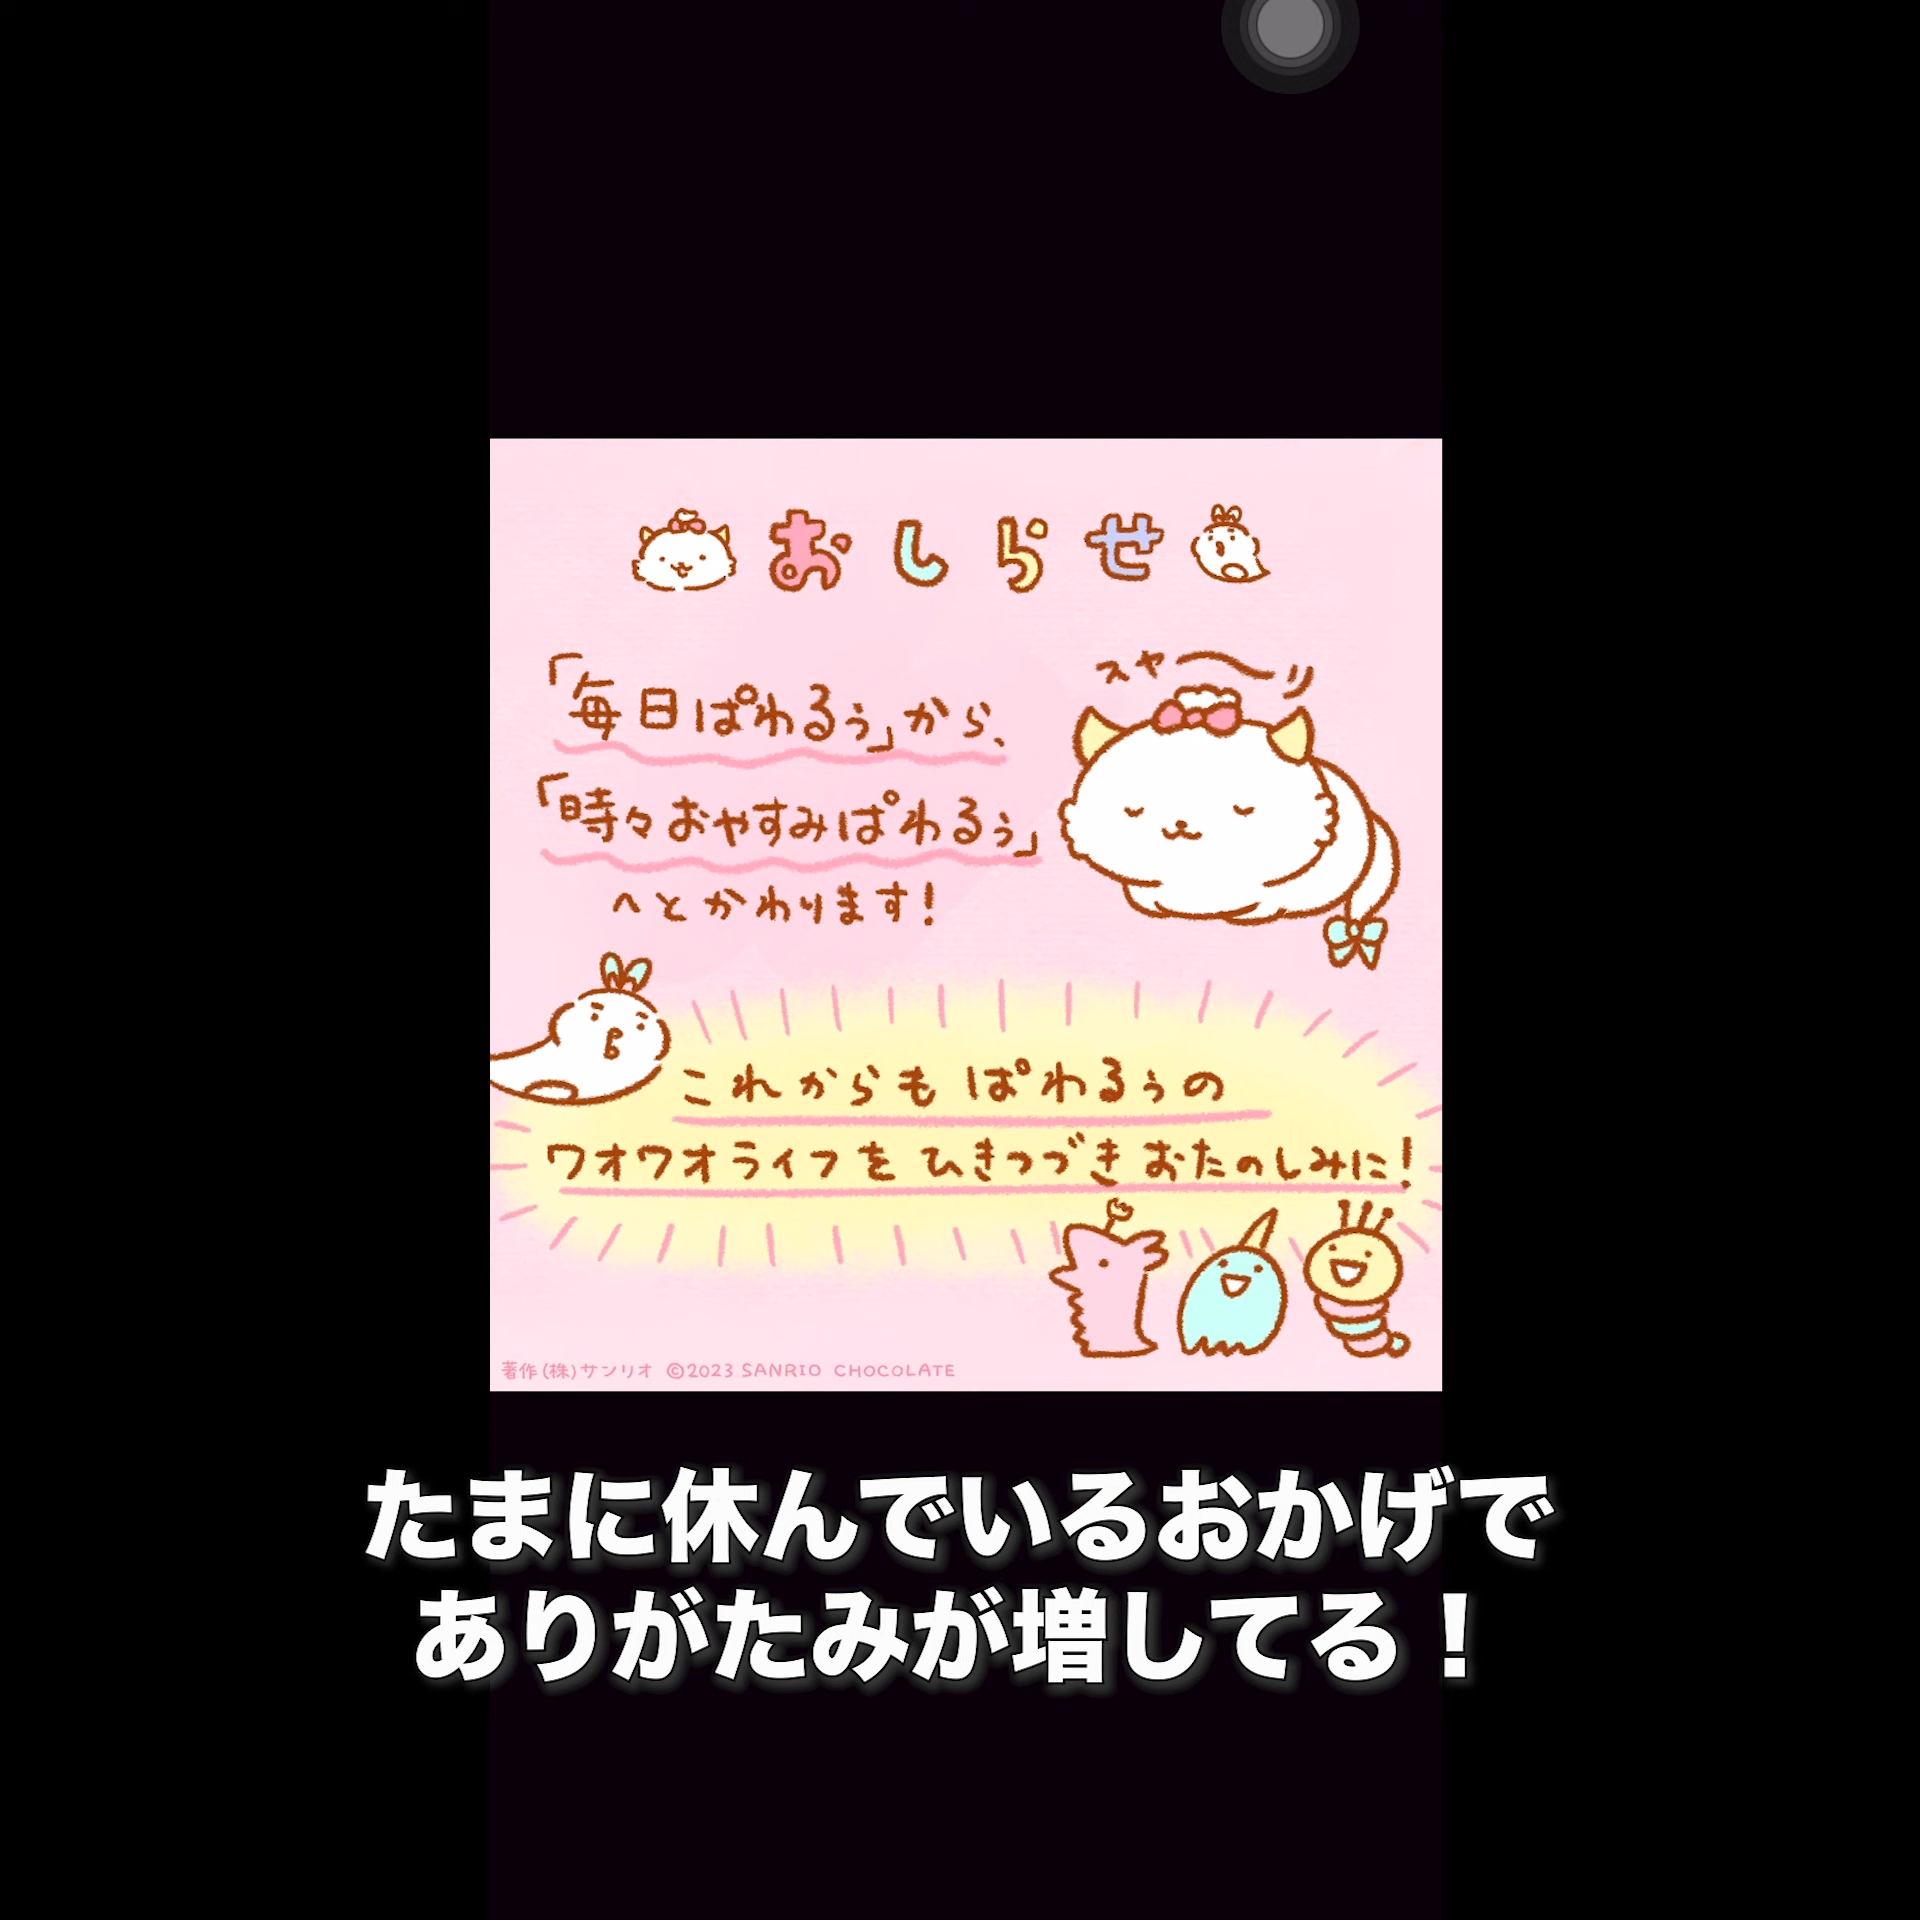 おしらせ
スヤ〜リ
「毎日ぱわるぅ」から、
「時々おやすみぱわるぅ」
へとかわります!
これからもぱわるぅの
ワオワオライフをひきつづきおたのしみに!
著作(株)サンリオ ©2023 SANRIO CHOCOLATE
たまに休んでいるおかげで
ありがたみが増してる！